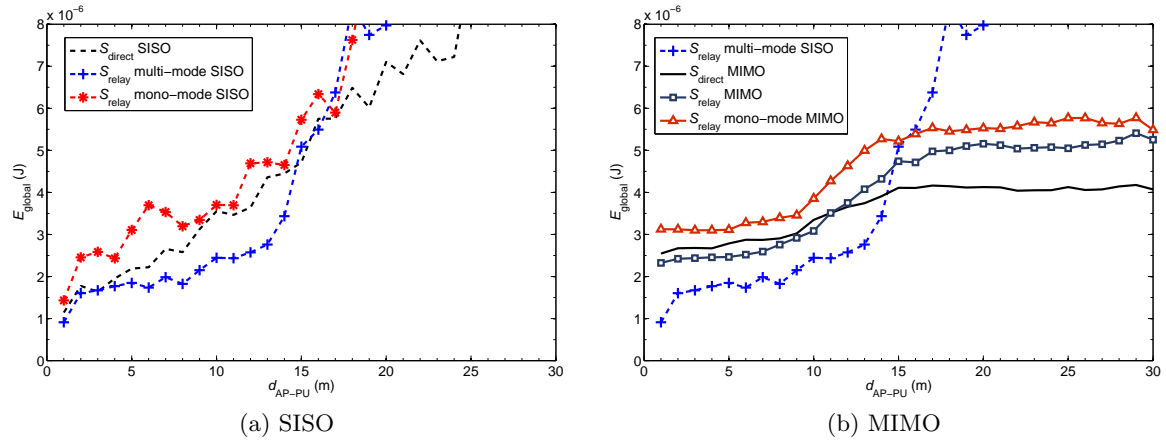 8 x 10^-6
S_direct SISO
S_relay multi-mode SISO
S_relay mono-mode SISO
7
6
5
4
3
2
1
0
E_global (J)
0 5 10 15 20 25 30
d_AP-PU (m)
(a) SISO
8 x 10^-6
S_relay multi-mode SISO
S_direct MIMO
S_relay MIMO
S_relay mono-mode MIMO
7
6
5
4
3
2
1
0
E_global (J)
0 5 10 15 20 25 30
d_AP-PU (m)
(b) MIMO